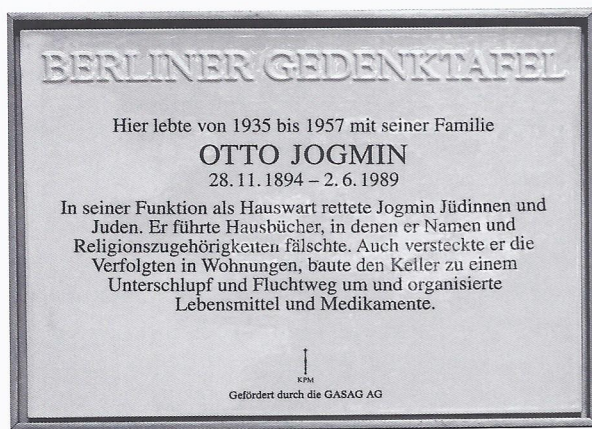 BERLINER GEDENKTAFEL
Hier lebte von 1935 bis 1957 mit seiner Familie
OTTO JOGMIN
28.11.1894 – 2.6.1989
In seiner Funktion als Hauswart rettete Jogmin Jüdinnen und
Juden. Er führte Hausbücher, in denen er Namen und
Religionszugehörigkeiten fälschte. Auch versteckte er die
Verfolgten in Wohnungen, baute den Keller zu einem
Unterschlupf und Fluchtweg um und organisierte
Lebensmittel und Medikamente.
KPM
Gefördert durch die GASAG AG